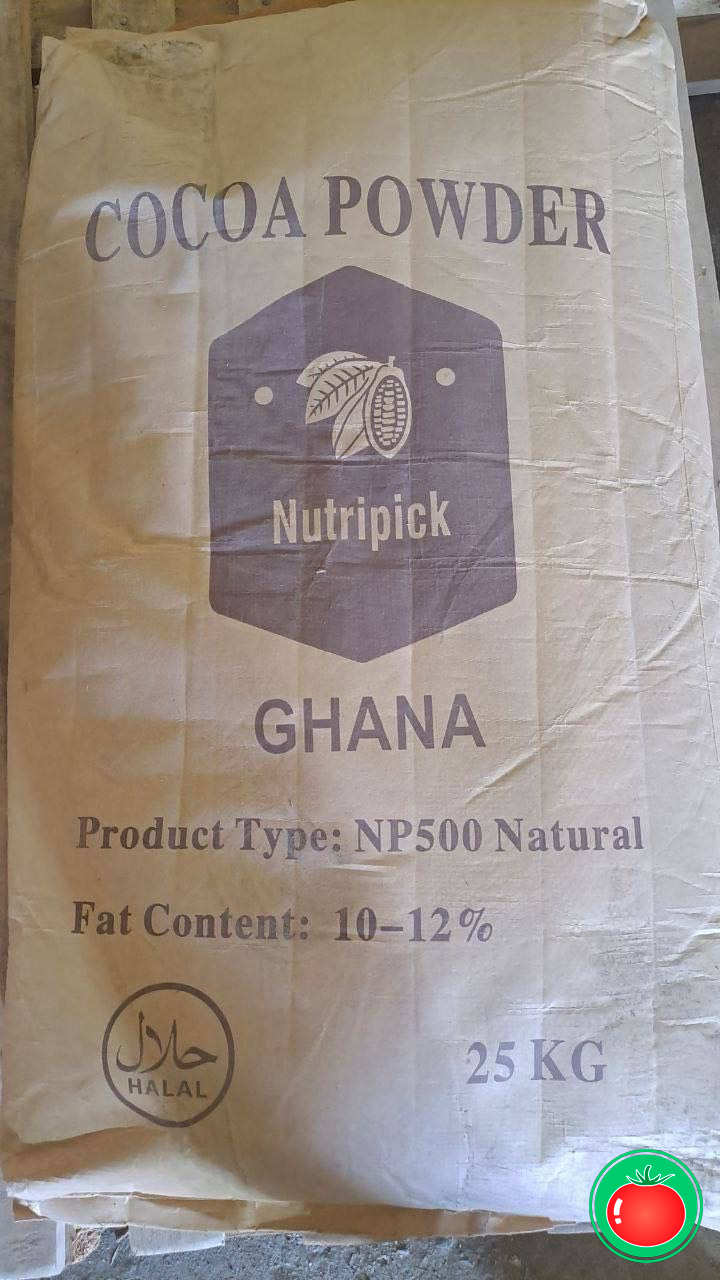 COCOA POWDER
Nutripick
GHANA
Product Type: NP500 Natural
Fat Content: 10–12%
حلال
HALAL
25 KG